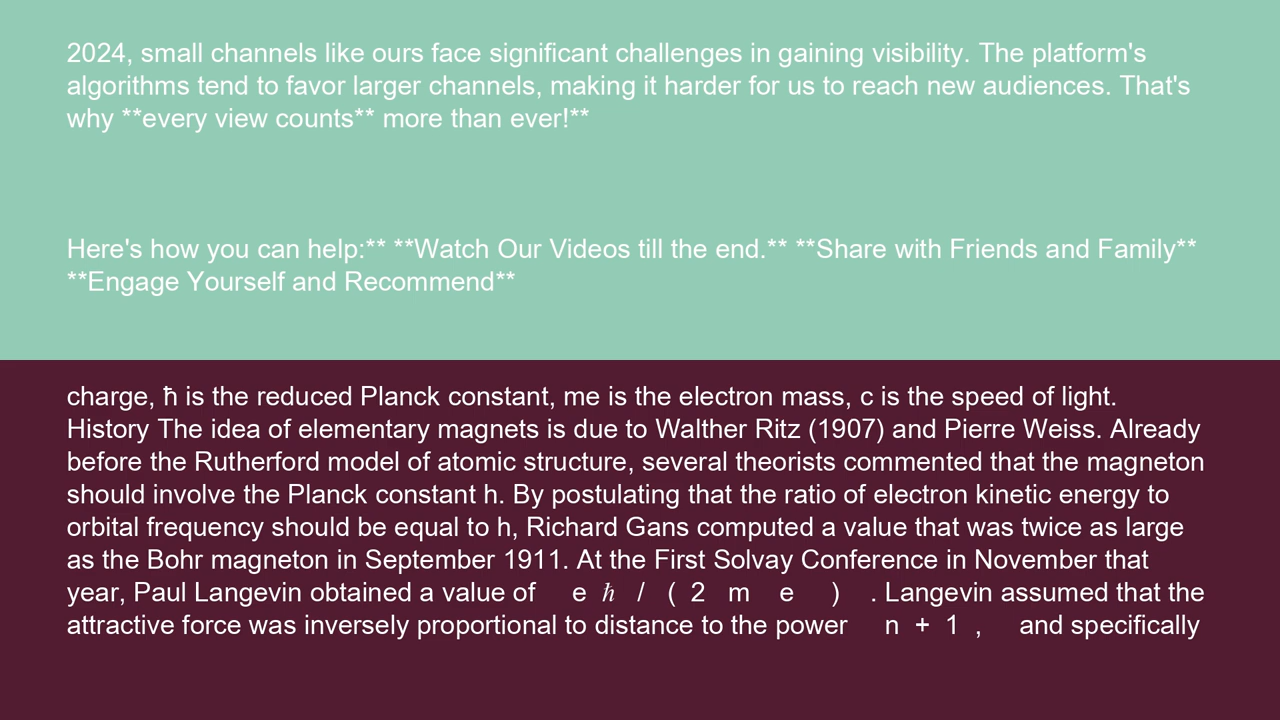 2024, small channels like ours face significant challenges in gaining visibility. The platform's
algorithms tend to favor larger channels, making it harder for us to reach new audiences. That's
why **every view counts** more than ever!**
Here's how you can help:** **Watch Our Videos till the end.** **Share with Friends and Family**
**Engage Yourself and Recommend**
charge, ħ is the reduced Planck constant, me is the electron mass, c is the speed of light.
History The idea of elementary magnets is due to Walther Ritz (1907) and Pierre Weiss. Already
before the Rutherford model of atomic structure, several theorists commented that the magneton
should involve the Planck constant h. By postulating that the ratio of electron kinetic energy to
orbital frequency should be equal to h, Richard Gans computed a value that was twice as large
as the Bohr magneton in September 1911. At the First Solvay Conference in November that
year, Paul Langevin obtained a value of e ℏ / ( 2 m e ) . Langevin assumed that the
attractive force was inversely proportional to distance to the power n + 1 , and specifically